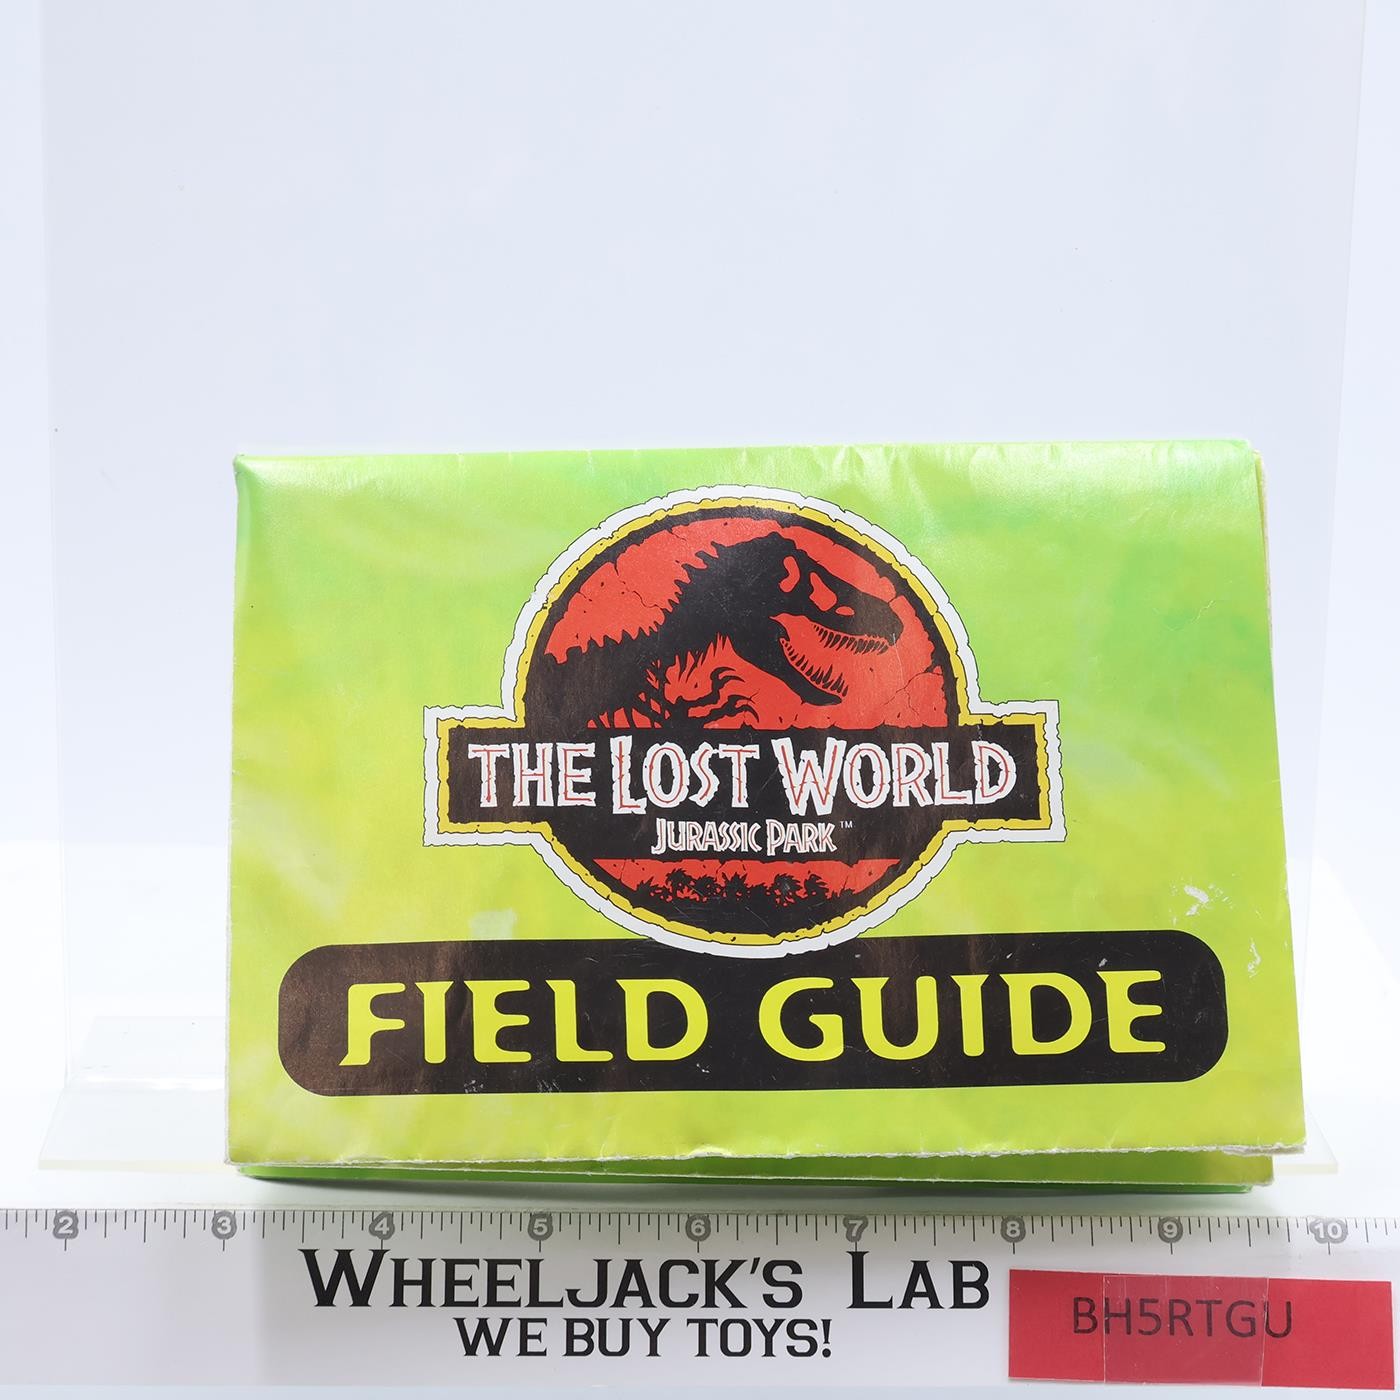 THE LOST WORLD
JURASSIC PARK™
FIELD GUIDE
2 3 4 5 6 7 8 9 10
WHEELJACK'S LAB
WE BUY TOYS!
BH5RTGU